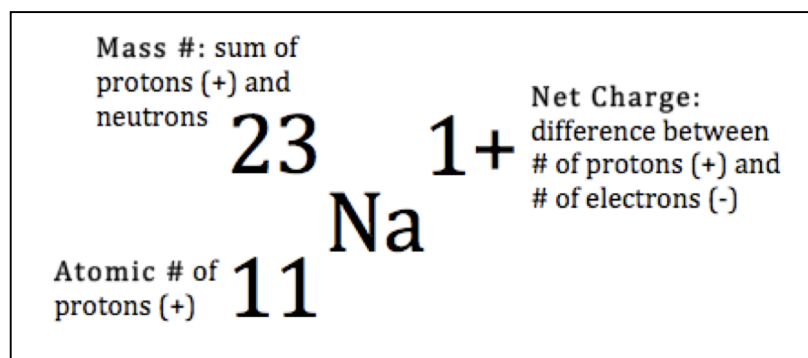 Mass #: sum of
protons (+) and
neutrons
23
1+
Net Charge:
difference between
# of protons (+) and
# of electrons (-)
Na
Atomic # of
protons (+)
11